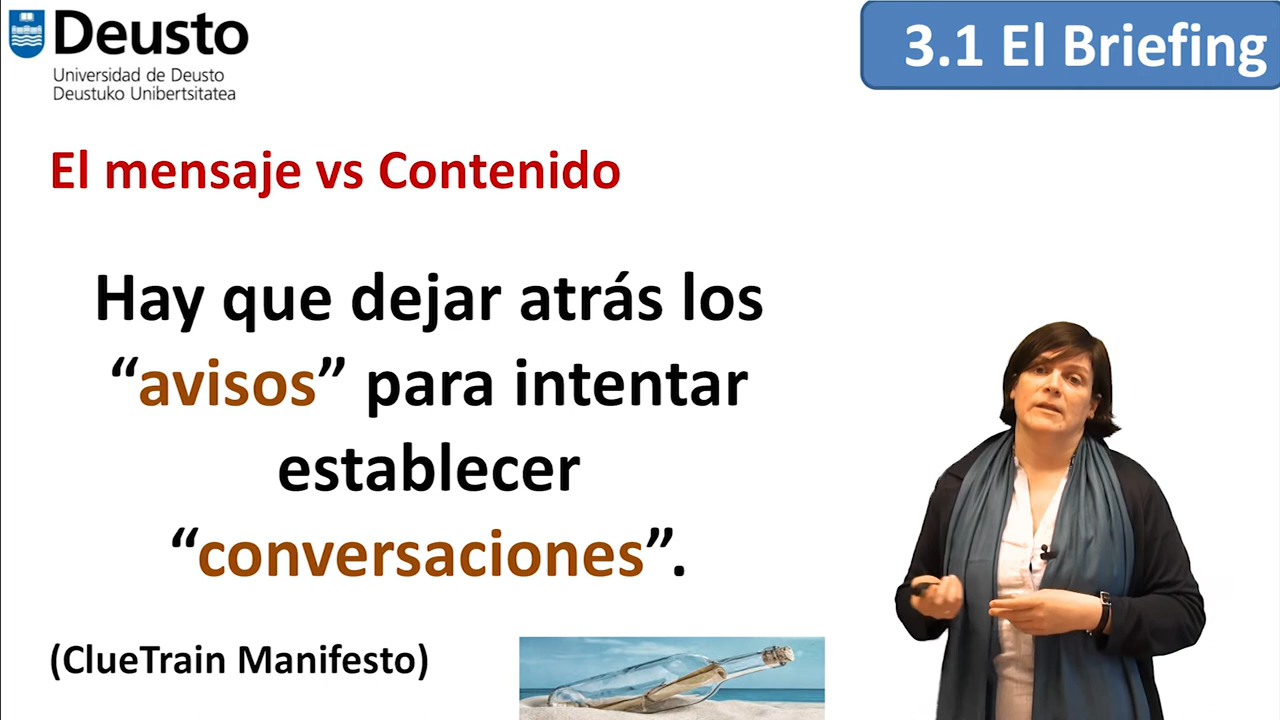 Deusto
Universidad de Deusto
Deustuko Unibertsitatea
3.1 El Briefing
El mensaje vs Contenido
Hay que dejar atrás los
“avisos” para intentar
establecer
“conversaciones”.
(ClueTrain Manifesto)